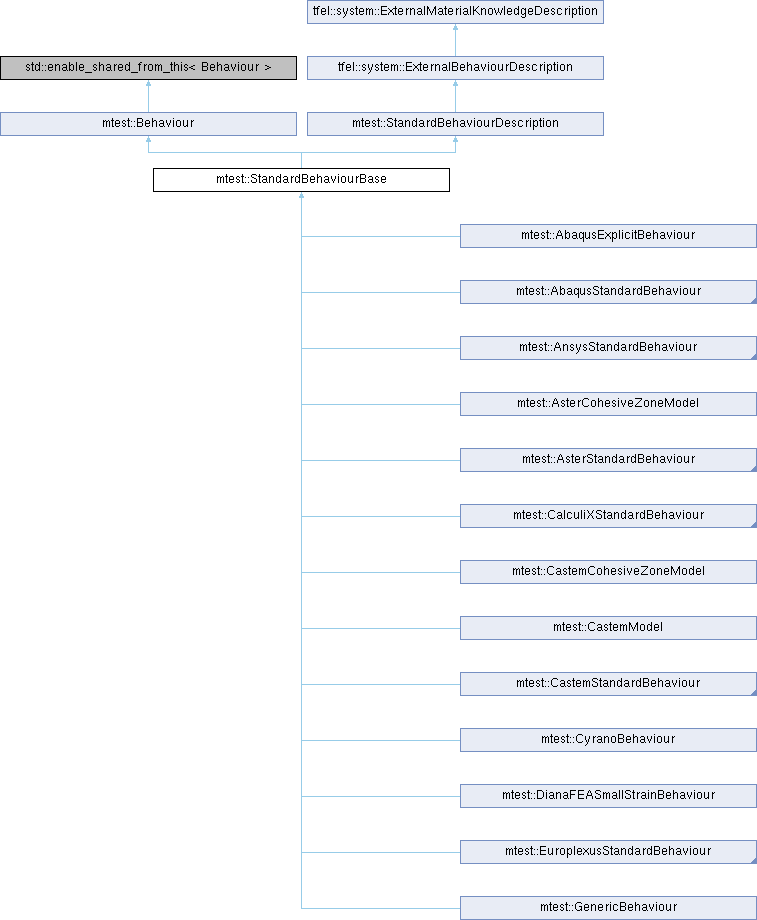 tfel::system::ExternalMaterialKnowledgeDescription
std::enable_shared_from_this< Behaviour >
tfel::system::ExternalBehaviourDescription
mtest::Behaviour
mtest::StandardBehaviourDescription
mtest::StandardBehaviourBase
mtest::AbaqusExplicitBehaviour
mtest::AbaqusStandardBehaviour
mtest::AnsysStandardBehaviour
mtest::AsterCohesiveZoneModel
mtest::AsterStandardBehaviour
mtest::CalculiXStandardBehaviour
mtest::CastemCohesiveZoneModel
mtest::CastemModel
mtest::CastemStandardBehaviour
mtest::CyranoBehaviour
mtest::DianaFEASmallStrainBehaviour
mtest::EuroplexusStandardBehaviour
mtest::GenericBehaviour